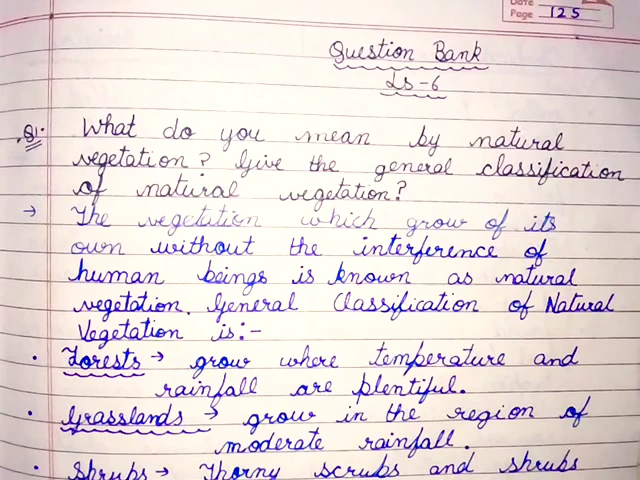 Date
Page 125
Question Bank
LS-6
Q1. What do you mean by natural
vegetation? Give the general classification
of natural vegetation?
→ The vegetation which grow of its
own without the interference of
human beings is known as natural
vegetation. General Classification of Natural
Vegetation is:-
• Forests → grow where temperature and
rainfall are plentiful.
• Grasslands → grow in the region of
moderate rainfall.
• Shrubs → Thorny scrubs and shrubs